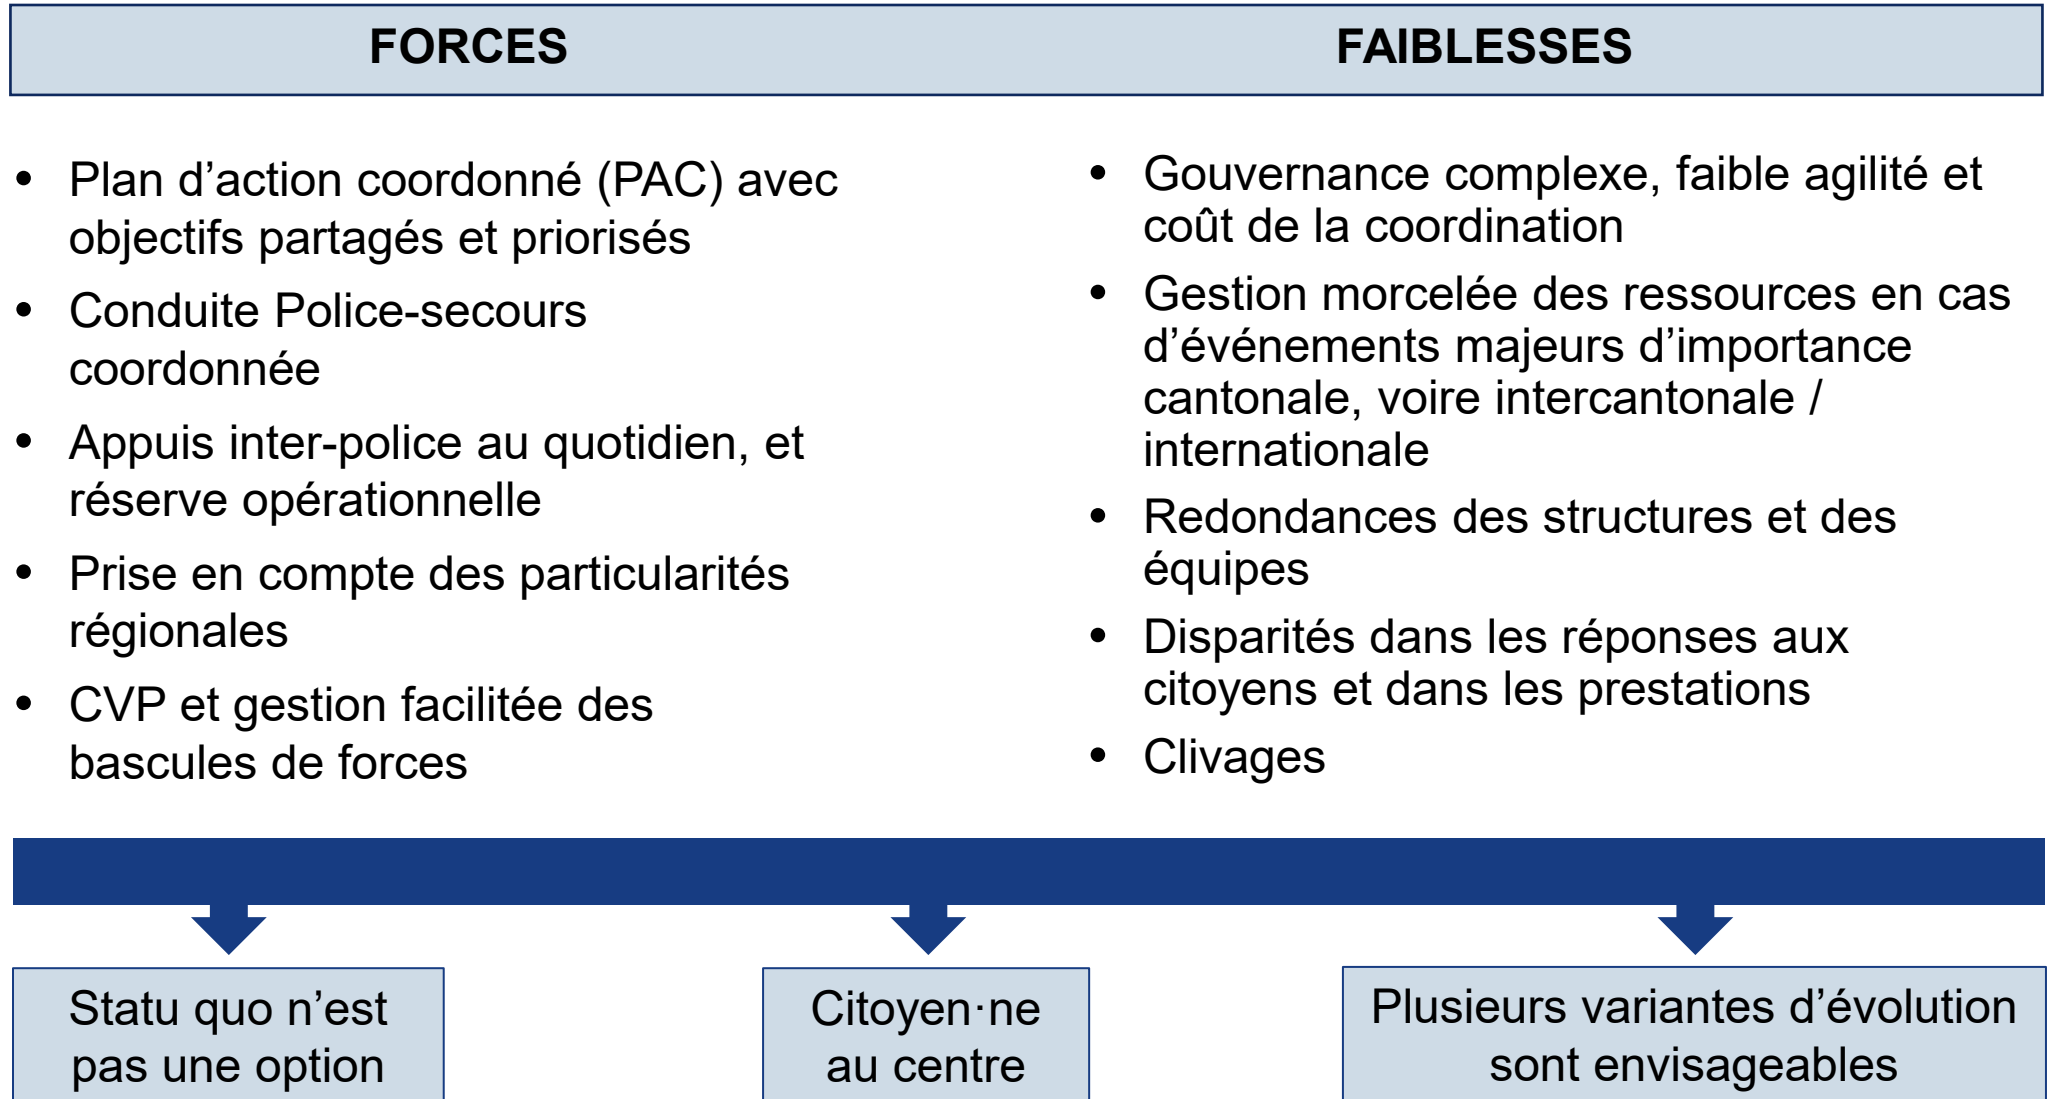 FORCES
FAIBLESSES
• Plan d’action coordonné (PAC) avec
objectifs partagés et priorisés
• Conduite Police-secours
coordonnée
• Appuis inter-police au quotidien, et
réserve opérationnelle
• Prise en compte des particularités
régionales
• CVP et gestion facilitée des
bascules de forces
• Gouvernance complexe, faible agilité et
coût de la coordination
• Gestion morcelée des ressources en cas
d’événements majeurs d’importance
cantonale, voire intercantonale /
internationale
• Redondances des structures et des
équipes
• Disparités dans les réponses aux
citoyens et dans les prestations
• Clivages
Statu quo n’est
pas une option
Citoyen·ne
au centre
Plusieurs variantes d’évolution
sont envisageables